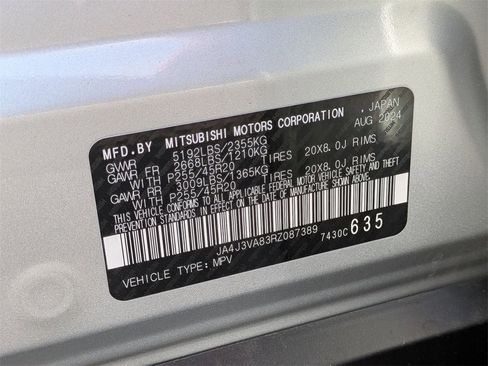 MFD.BY MITSUBISHI MOTORS CORPORATION , JAPAN
GVWR 5192LBS/2355KG AUG 2024
GAWR FR 2668LBS/1210KG
WITH P255/45R20 TIRES 20X8.0J RIMS
GAWR RR 3009LBS/1365KG
WITH P255/45R20 TIRES 20X8.0J RIMS
THIS VEHICLE CONFORMS TO ALL APPLICABLE FEDERAL MOTOR VEHICLE SAFETY, BUMPER, AND THEFT
PREVENTION STANDARDS IN EFFECT ON THE DATE OF MANUFACTURE SHOWN ABOVE.
JA4J3VA83RZ087389 7430C 635
VEHICLE TYPE: MPV